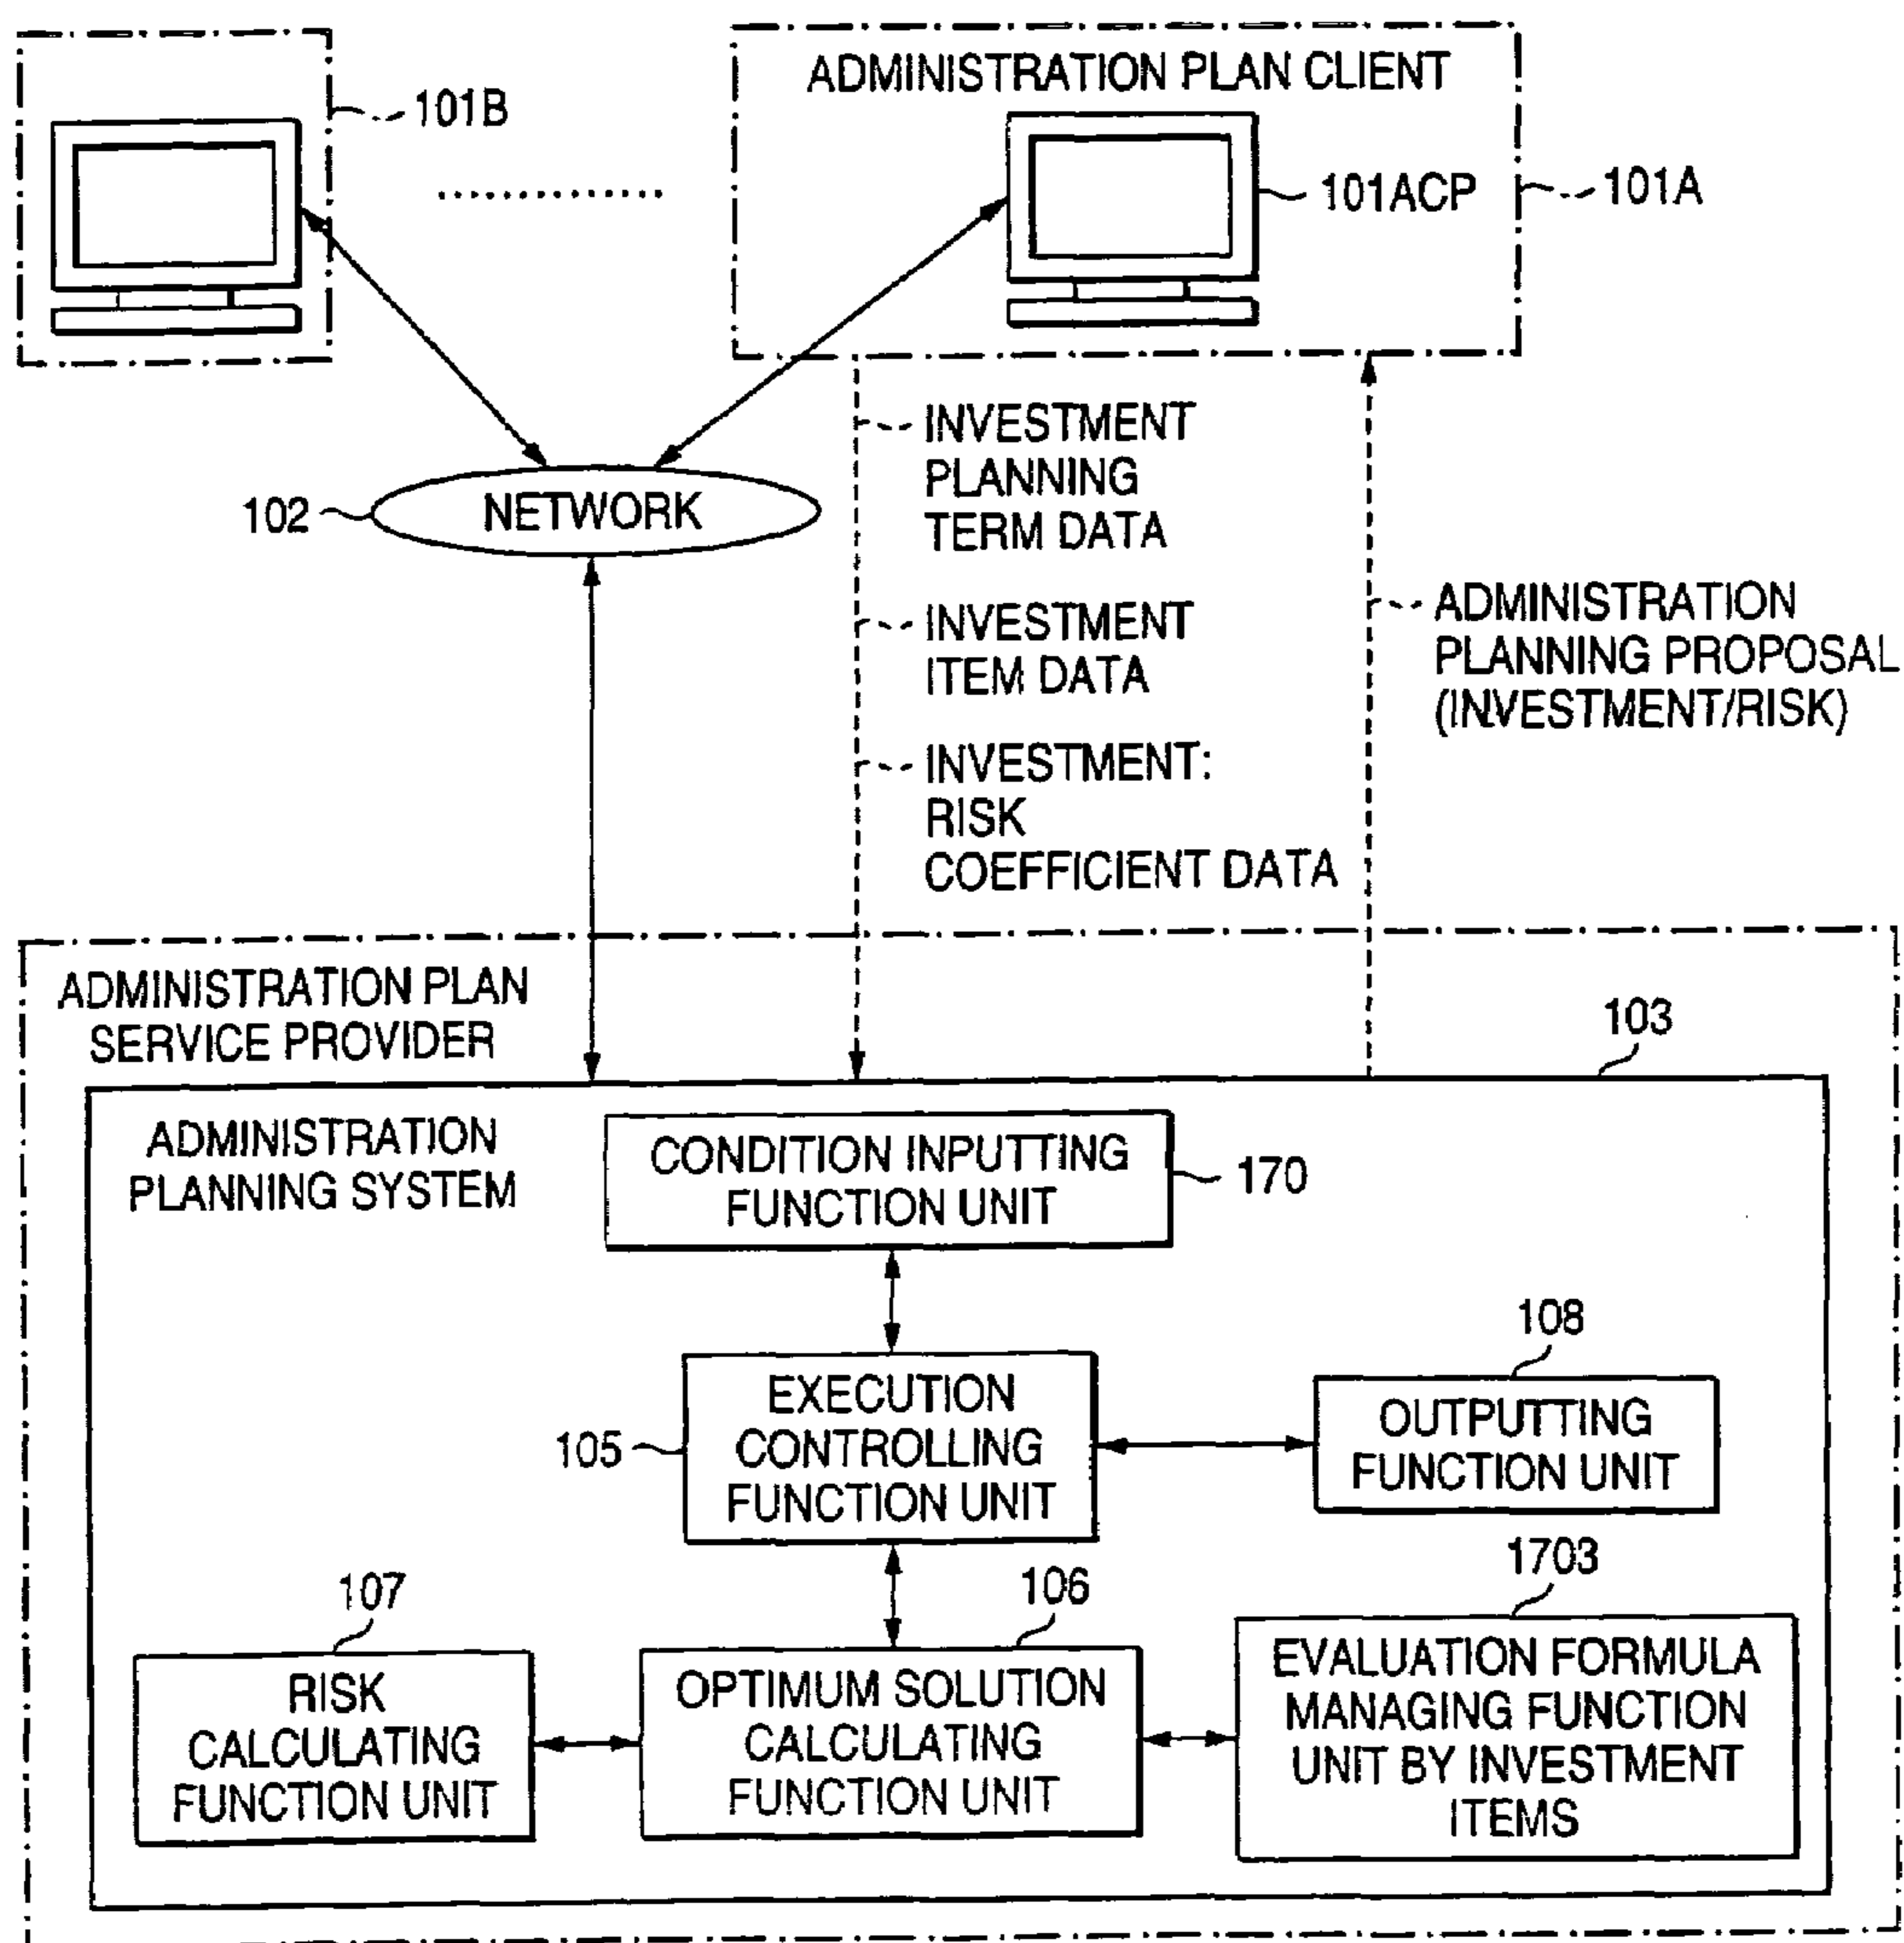 101B
ADMINISTRATION PLAN CLIENT
101ACP
101A
102
NETWORK
INVESTMENT
PLANNING
TERM DATA
INVESTMENT
ITEM DATA
INVESTMENT:
RISK
COEFFICIENT DATA
ADMINISTRATION
PLANNING PROPOSAL
(INVESTMENT/RISK)
ADMINISTRATION PLAN
SERVICE PROVIDER
103
ADMINISTRATION
PLANNING SYSTEM
CONDITION INPUTTING
FUNCTION UNIT
170
105
EXECUTION
CONTROLLING
FUNCTION UNIT
108
OUTPUTTING
FUNCTION UNIT
107
RISK
CALCULATING
FUNCTION UNIT
106
OPTIMUM SOLUTION
CALCULATING
FUNCTION UNIT
1703
EVALUATION FORMULA
MANAGING FUNCTION
UNIT BY INVESTMENT
ITEMS